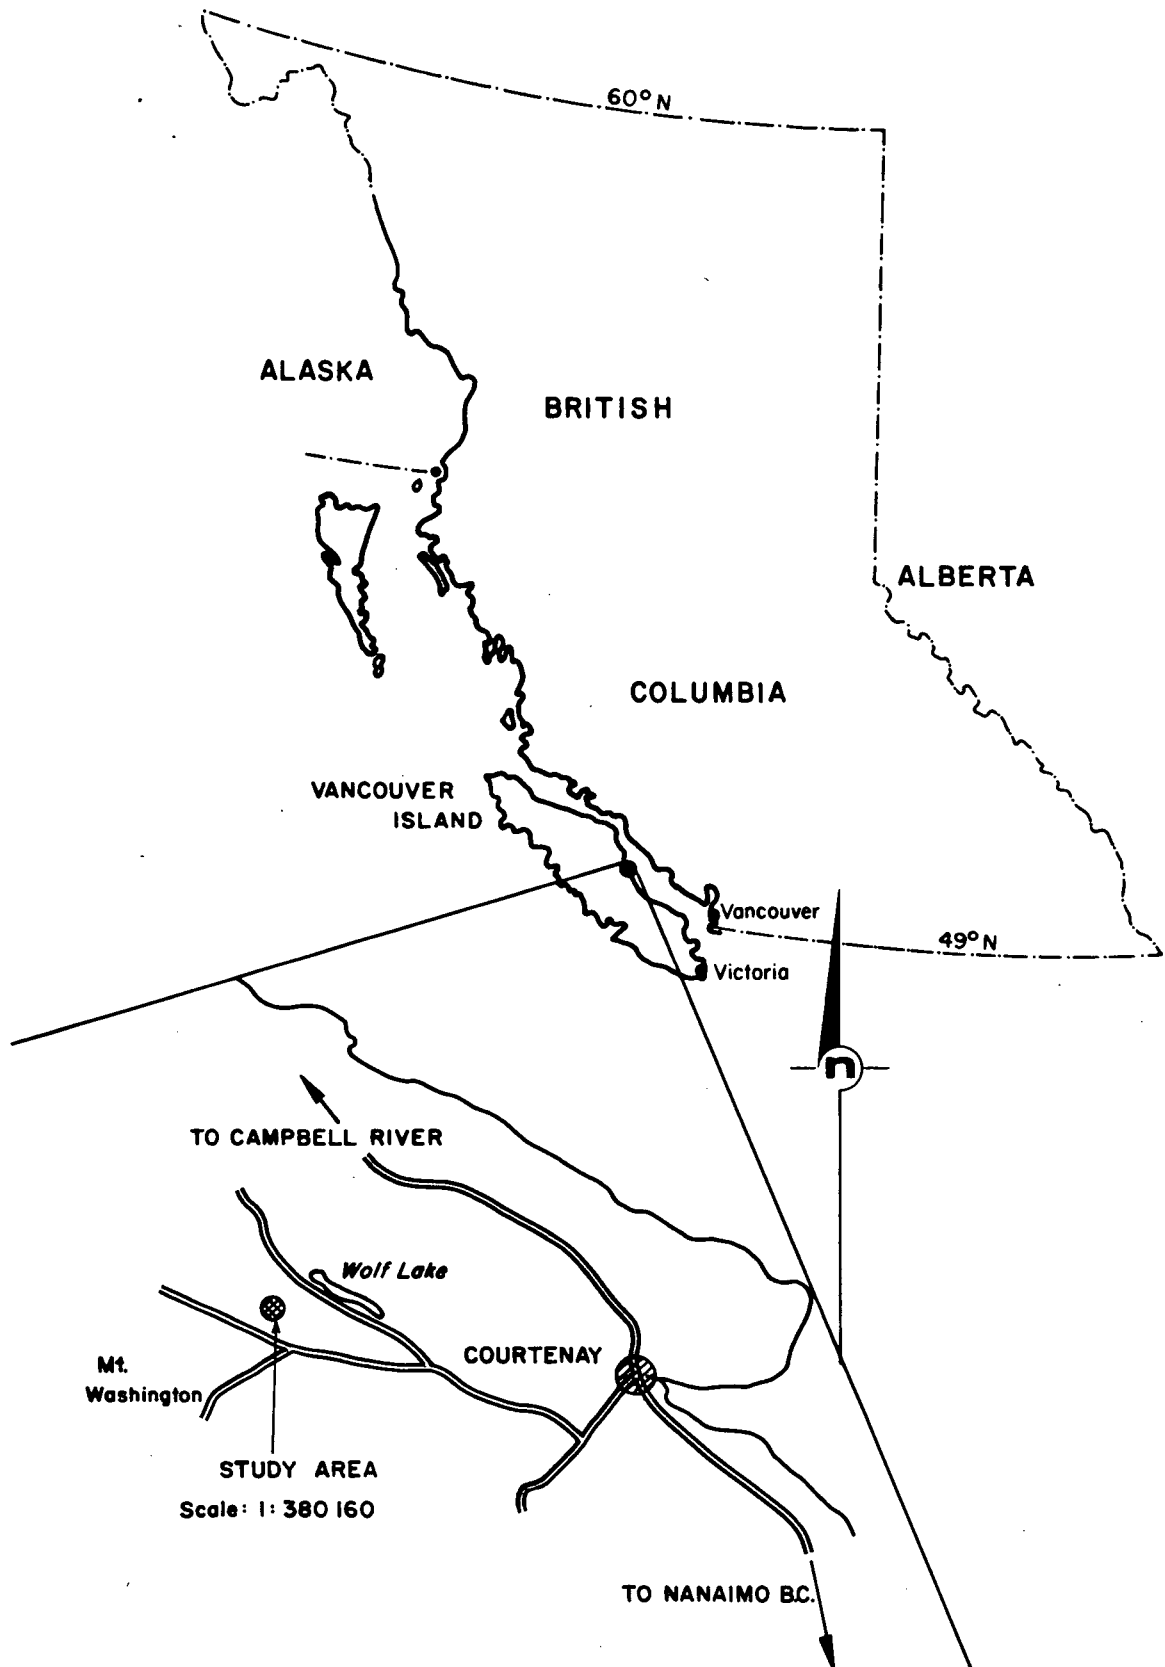 60° N
ALASKA
BRITISH
ALBERTA
COLUMBIA
VANCOUVER
ISLAND
Vancouver
49° N
Victoria
n
TO CAMPBELL RIVER
Wolf Lake
COURTENAY
Mt.
Washington
STUDY AREA
Scale: 1: 380 160
TO NANAIMO B.C.